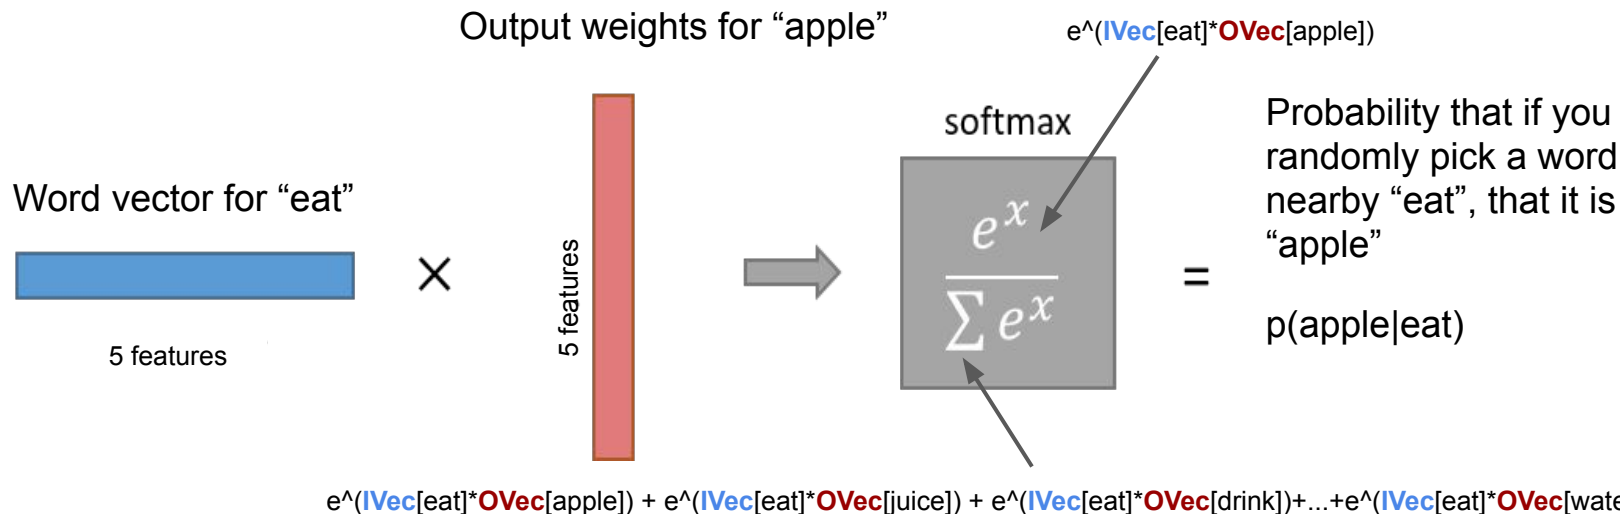 Output weights for “apple”
e^(IVec[eat]*OVec[apple])
Word vector for “eat”
5 features
×
5 features
softmax
e^x
∑ e^x
=
Probability that if you
randomly pick a word
nearby “eat”, that it is
“apple”
p(apple|eat)
e^(IVec[eat]*OVec[apple]) + e^(IVec[eat]*OVec[juice]) + e^(IVec[eat]*OVec[drink])+...+e^(IVec[eat]*OVec[wate